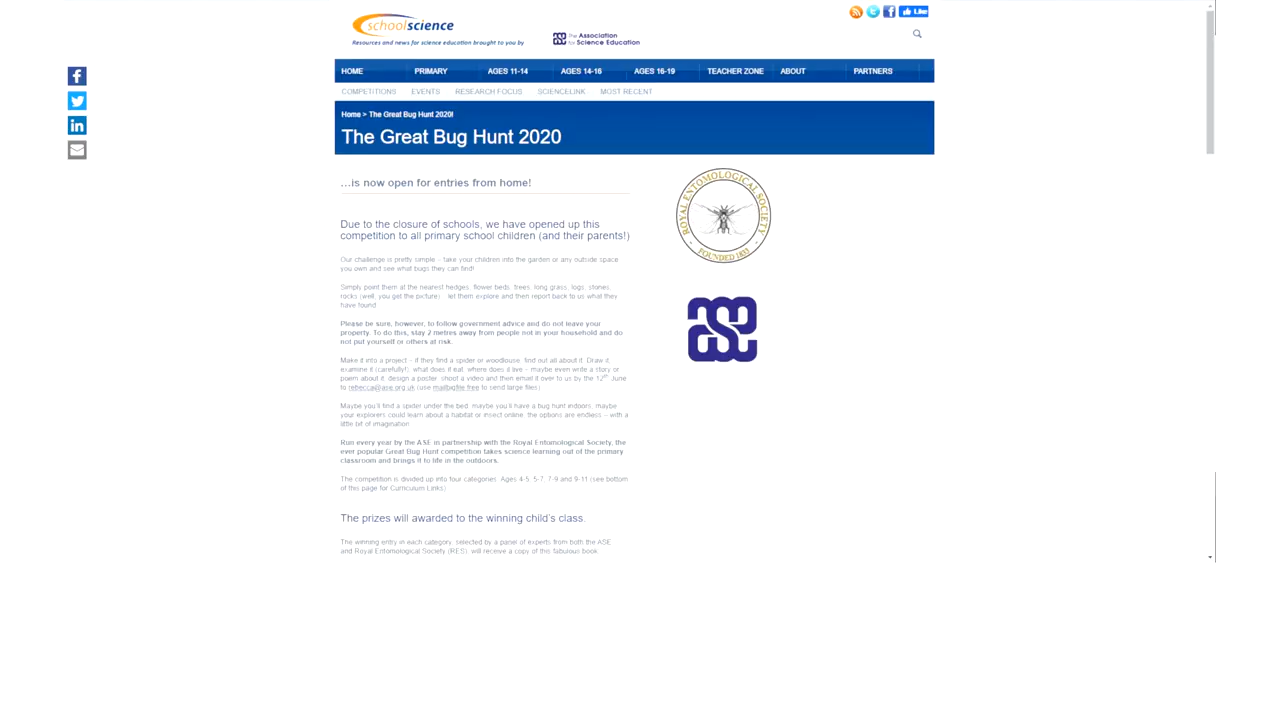 schoolscience
Resources and news for science education brought to you by
The Association
for Science Education
Like
HOME PRIMARY AGES 11-14 AGES 14-16 AGES 16-19 TEACHER ZONE ABOUT PARTNERS
COMPETITIONS EVENTS RESEARCH FOCUS SCIENCELINK MOST RECENT
Home > The Great Bug Hunt 2020!
The Great Bug Hunt 2020
...is now open for entries from home!
ROYAL ENTOMOLOGICAL SOCIETY
FOUNDED 1833
ase
Due to the closure of schools, we have opened up this
competition to all primary school children (and their parents!)
Our challenge is pretty simple – take your children into the garden or any outside space
you own and see what bugs they can find!
Simply point them at the nearest hedges, flower beds, trees, long grass, logs, stones,
rocks (well, you get the picture) let them explore and then report back to us what they
have found.
Please be sure, however, to follow government advice and do not leave your
property. To do this, stay 2 metres away from people not in your household and do
not put yourself or others at risk.
Make it into a project – if they find a spider or woodlouse, find out all about it. Draw it,
examine it (carefully!), what does it eat, where does it live – maybe even write a story or
poem about it, design a poster, shoot a video and then email it over to us by the 12th June
to rebecca@ase.org.uk (use mailbigfile free to send large files)
Maybe you'll find a spider under the bed, maybe you'll have a bug hunt indoors, maybe
your explorers could learn about a habitat or insect online, the options are endless – with a
little bit of imagination.
Run every year by the ASE in partnership with the Royal Entomological Society, the
ever popular Great Bug Hunt competition takes science learning out of the primary
classroom and brings it to life in the outdoors.
The competition is divided up into four categories: Ages 4-5, 5-7, 7-9 and 9-11 (see bottom
of this page for Curriculum Links)
The prizes will awarded to the winning child's class.
The winning entry in each category, selected by a panel of experts from both the ASE
and Royal Entomological Society (RES), will receive a copy of this fabulous book